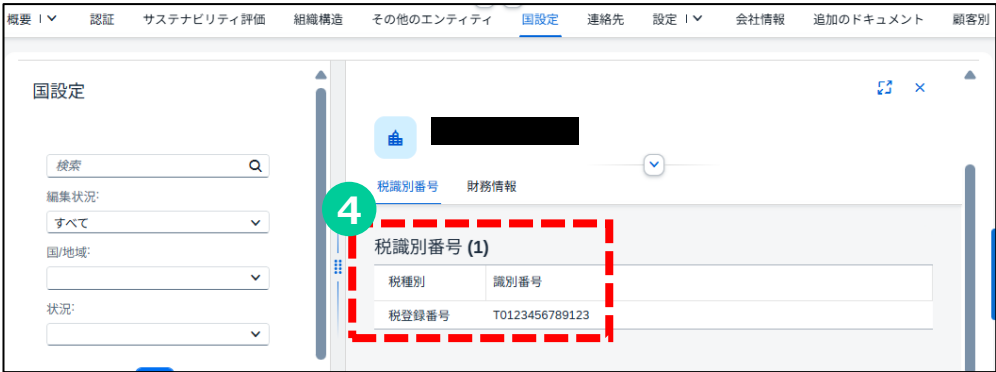 概要 認証 サステナビリティ評価 組織構造 その他のエンティティ 国設定 連絡先 設定 会社情報 追加のドキュメント 顧客別
国設定
検索
編集状況:
すべて
国/地域:
状況:
税識別番号 財務情報
4
税識別番号 (1)
税種別 識別番号
税登録番号 T0123456789123